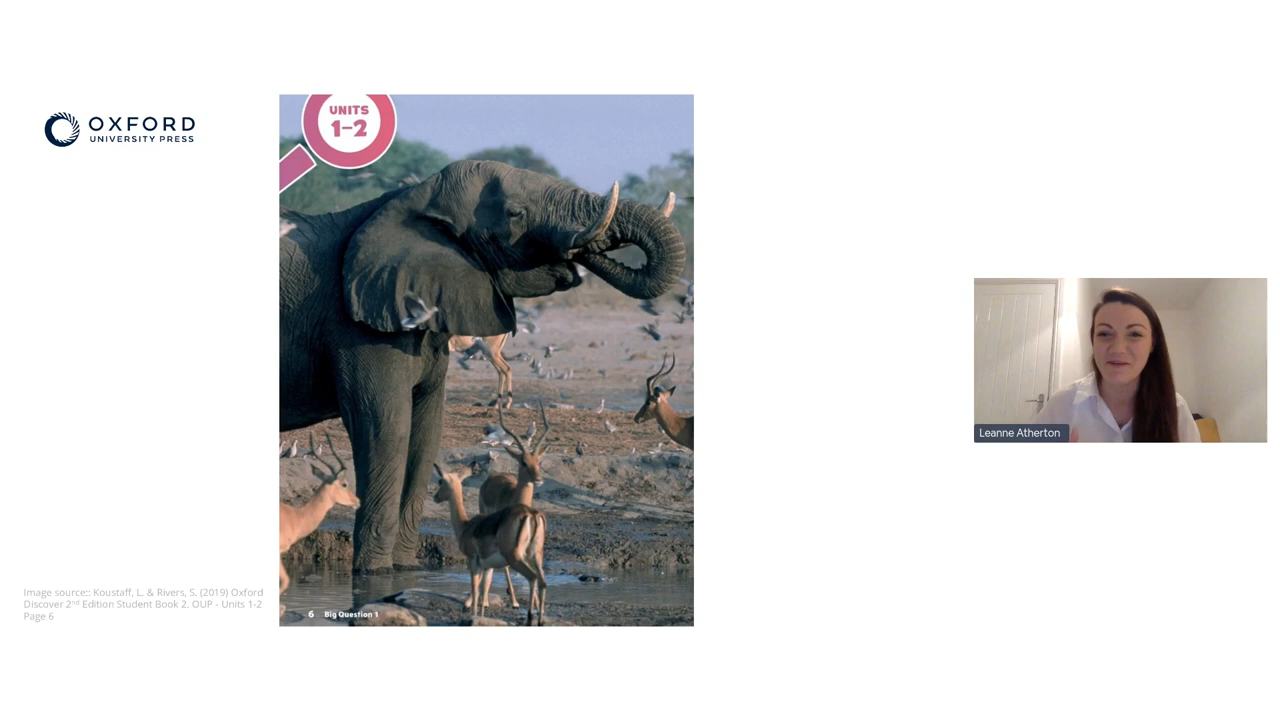 OXFORD
UNIVERSITY PRESS
UNITS
1–2
Leanne Atherton
Image source:: Koustaff, L. & Rivers, S. (2019) Oxford
Discover 2nd Edition Student Book 2. OUP - Units 1-2
Page 6
6 Big Question 1